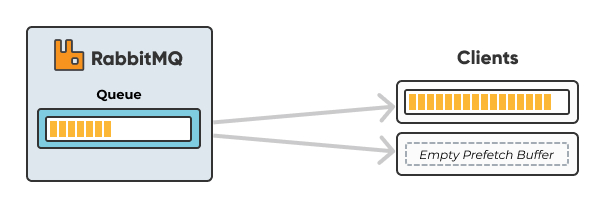 RabbitMQ
Queue
Clients
Empty Prefetch Buffer